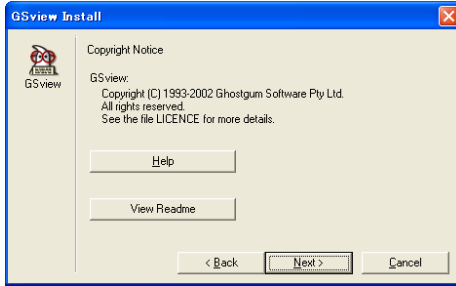 GSview Install
GSview
Copyright Notice
GSview:
Copyright (C) 1993-2002 Ghostgum Software Pty Ltd.
All rights reserved.
See the file LICENCE for more details.
Help
View Readme
< Back
Next >
Cancel